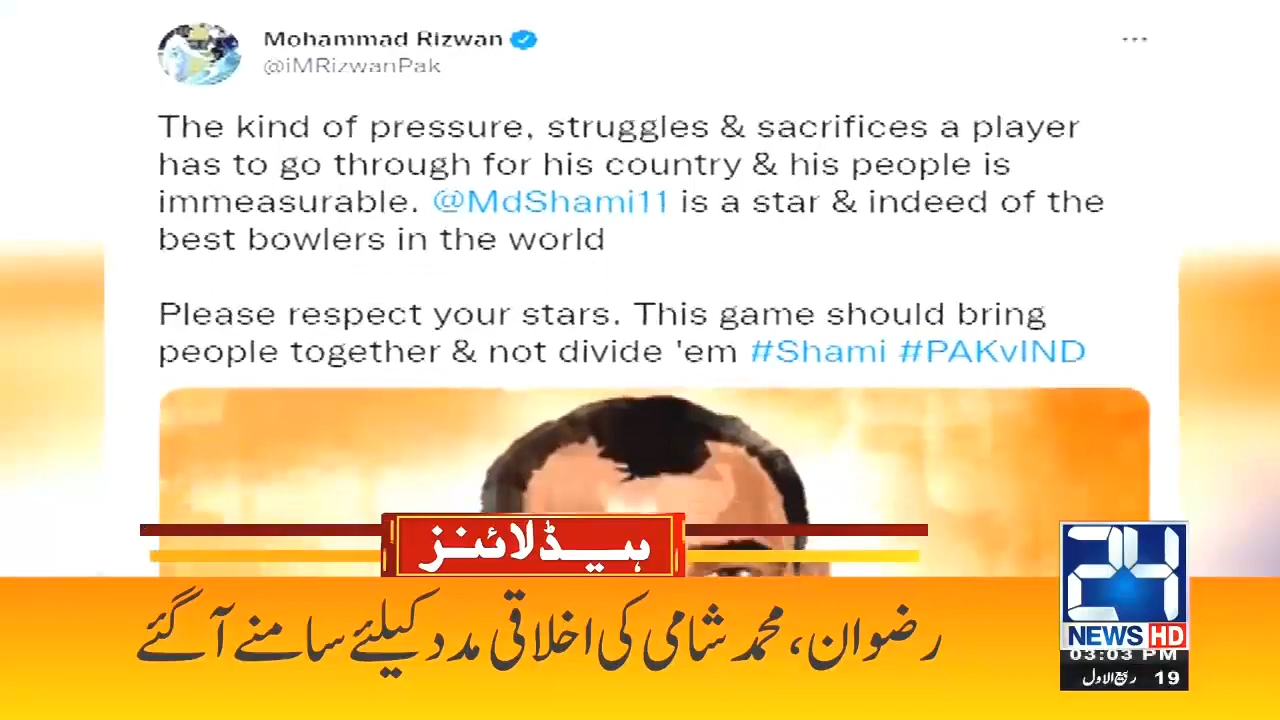 Mohammad Rizwan
@iMRizwanPak
The kind of pressure, struggles & sacrifices a player
has to go through for his country & his people is
immeasurable. @MdShami11 is a star & indeed of the
best bowlers in the world
Please respect your stars. This game should bring
people together & not divide 'em #Shami #PAKvIND
ہیڈلائنز
رضوان، محمد شامی کی اخلاقی مدد کیلئے سامنے آ گئے
24
NEWS HD
03:03 PM
19 ربیع الاول